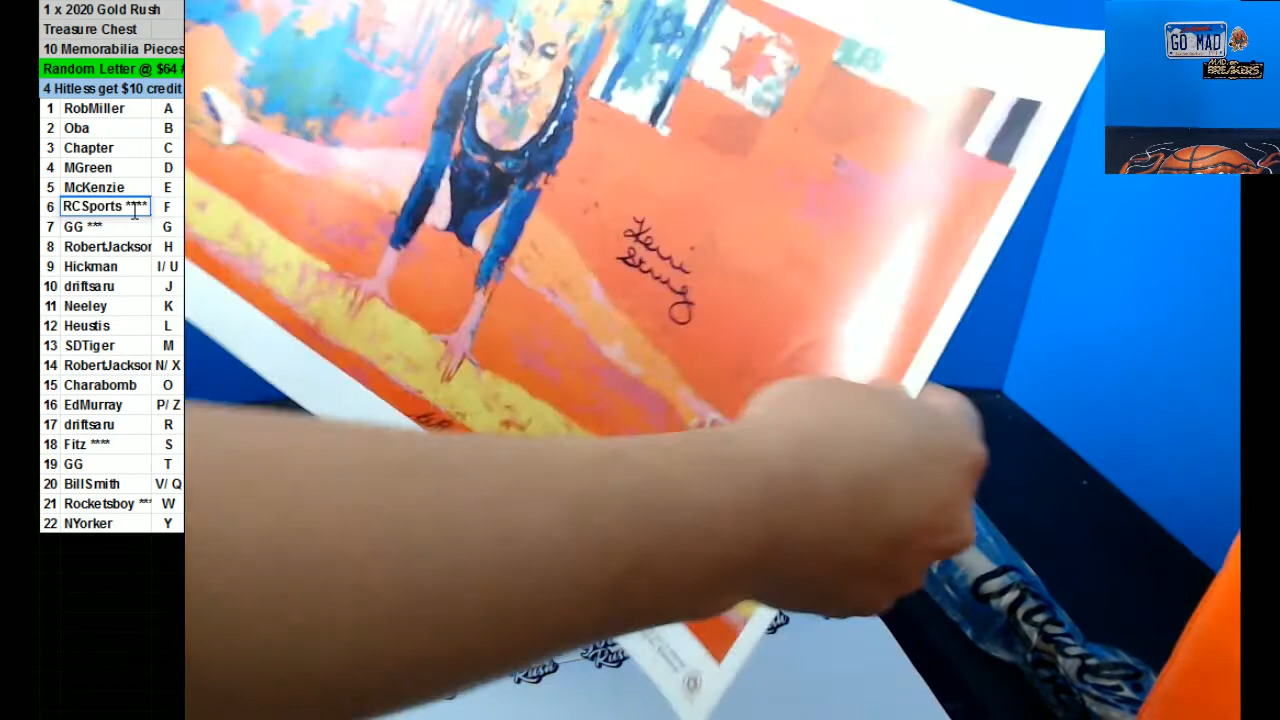 1 x 2020 Gold Rush
Treasure Chest
10 Memorabilia Pieces
Random Letter @ $64 #
4 Hitless get $10 credit
1 RobMiller A
2 Oba B
3 Chapter C
4 MGreen D
5 McKenzie E
6 RCSports **** F
7 GG *** G
8 RobertJackson H
9 Hickman I/ U
10 driftsaru J
11 Neeley K
12 Heustis L
13 SDTiger M
14 RobertJackson N/ X
15 Charabomb O
16 EdMurray P/ Z
17 driftsaru R
18 Fitz **** S
19 GG T
20 BillSmith V/ Q
21 Rocketsboy *** W
22 NYorker Y
GO MAD
MAD
BREAKERS
Kerri
Strug
Rush